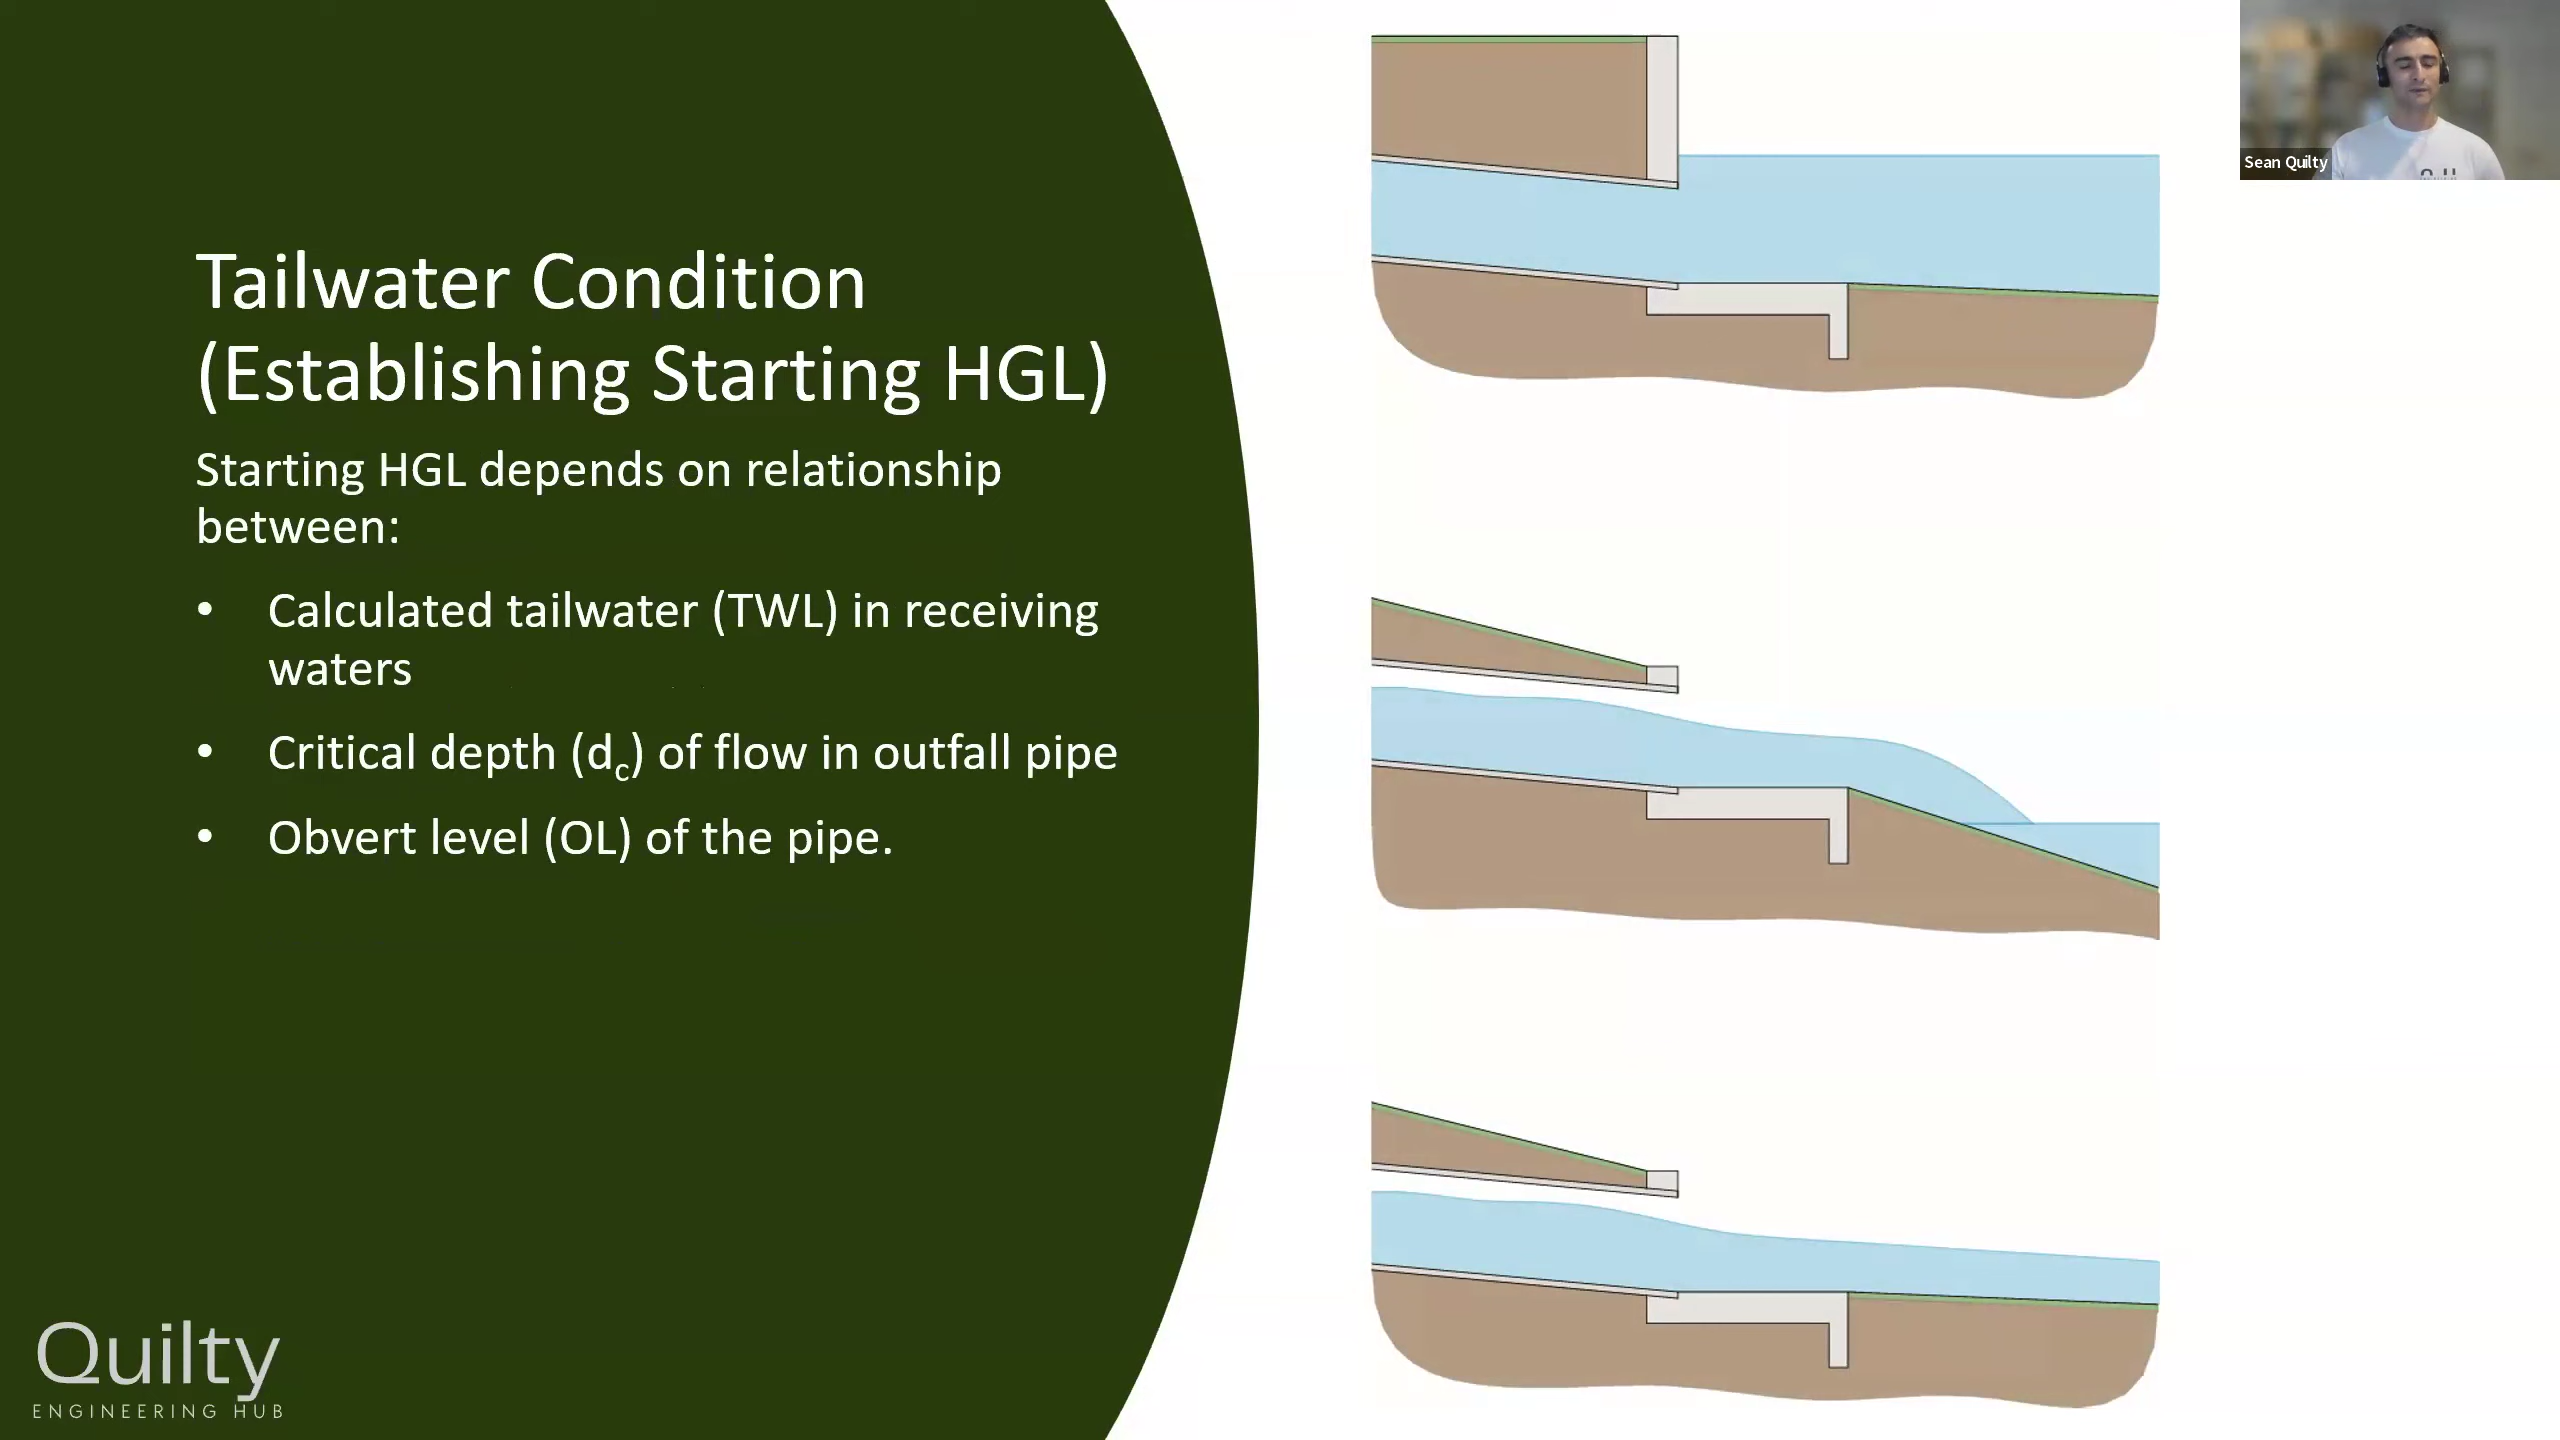 Tailwater Condition
(Establishing Starting HGL)
Starting HGL depends on relationship
between:
• Calculated tailwater (TWL) in receiving
waters
• Critical depth (dc) of flow in outfall pipe
• Obvert level (OL) of the pipe.
Quilty
ENGINEERING HUB
Sean Quilty